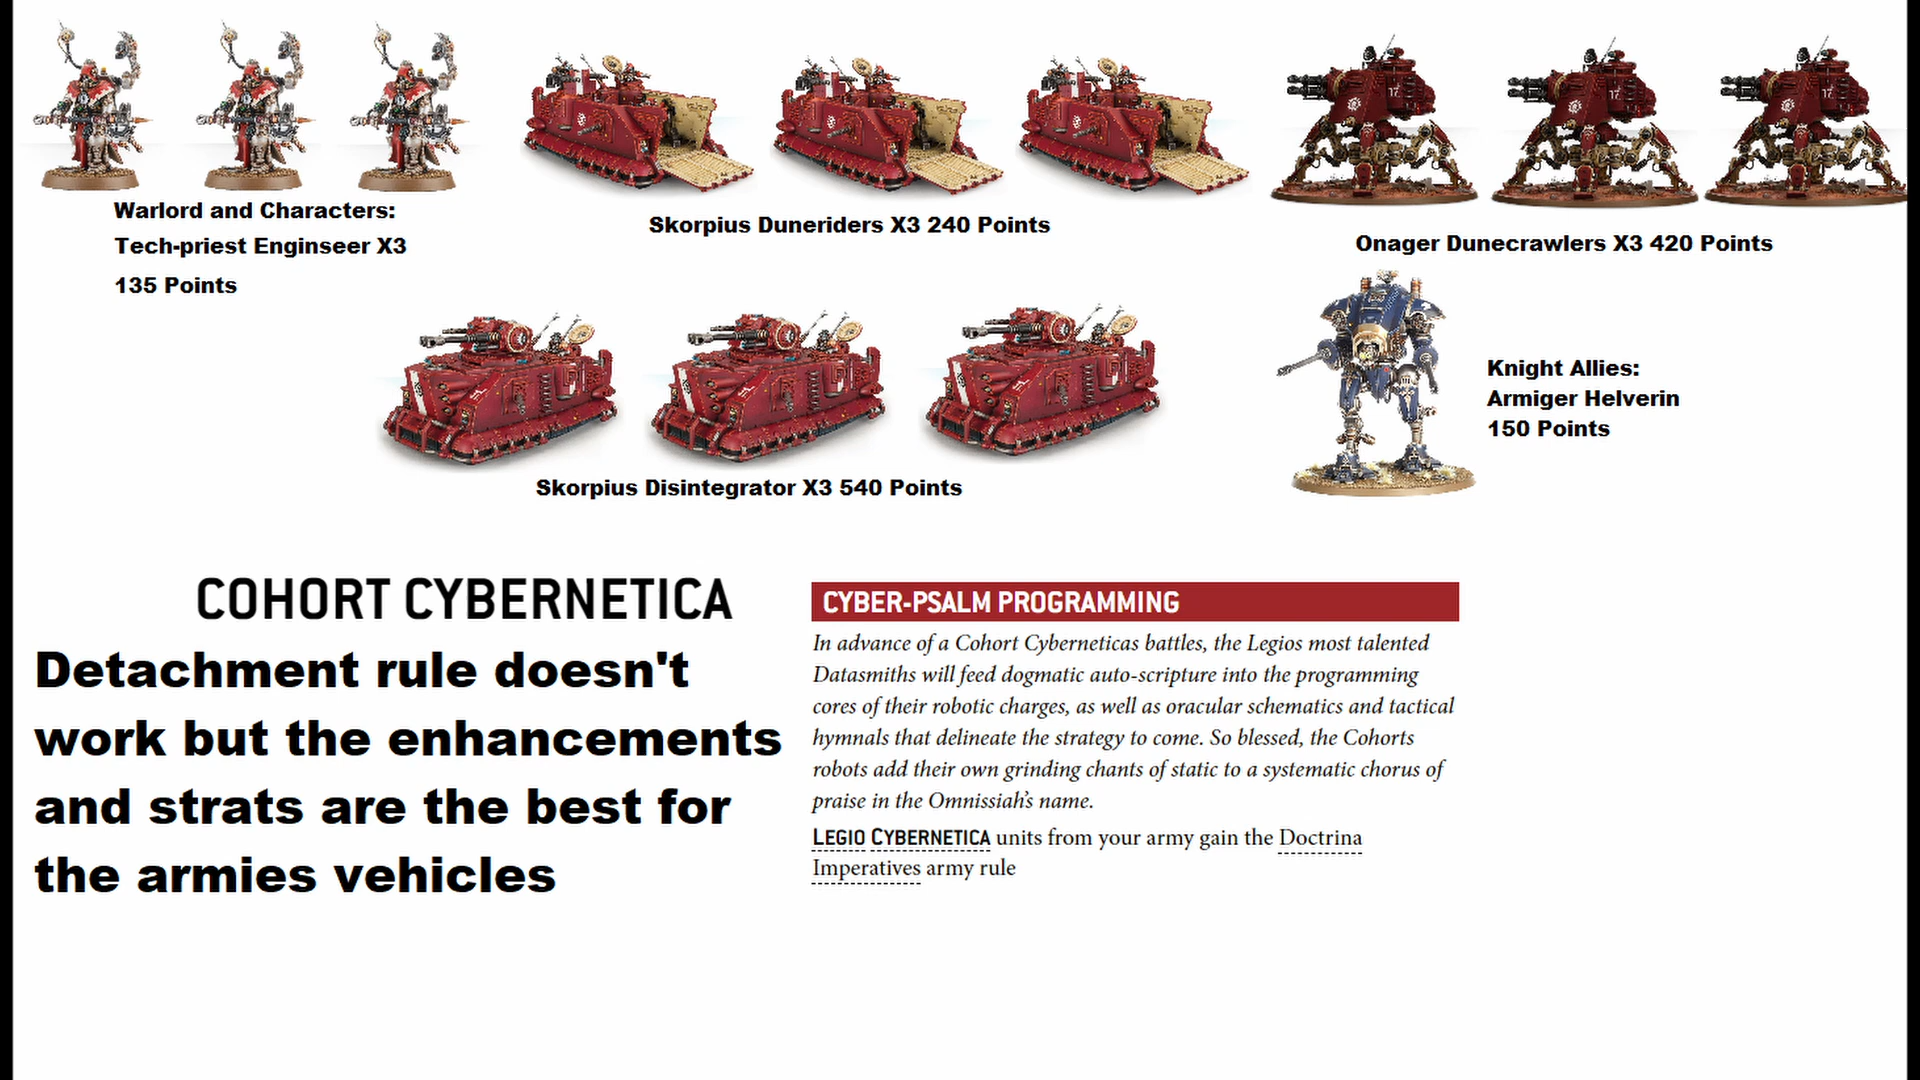 Warlord and Characters:
Tech-priest Enginseer X3
135 Points
Skorpius Duneriders X3 240 Points
Onager Dunecrawlers X3 420 Points
Skorpius Disintegrator X3 540 Points
Knight Allies:
Armiger Helverin
150 Points
COHORT CYBERNETICA
Detachment rule doesn't
work but the enhancements
and strats are the best for
the armies vehicles
CYBER-PSALM PROGRAMMING
In advance of a Cohort Cyberneticas battles, the Legios most talented
Datasmiths will feed dogmatic auto-scripture into the programming
cores of their robotic charges, as well as oracular schematics and tactical
hymnals that delineate the strategy to come. So blessed, the Cohorts
robots add their own grinding chants of static to a systematic chorus of
praise in the Omnissiah's name.
LEGIO CYBERNETICA units from your army gain the Doctrina
Imperatives army rule